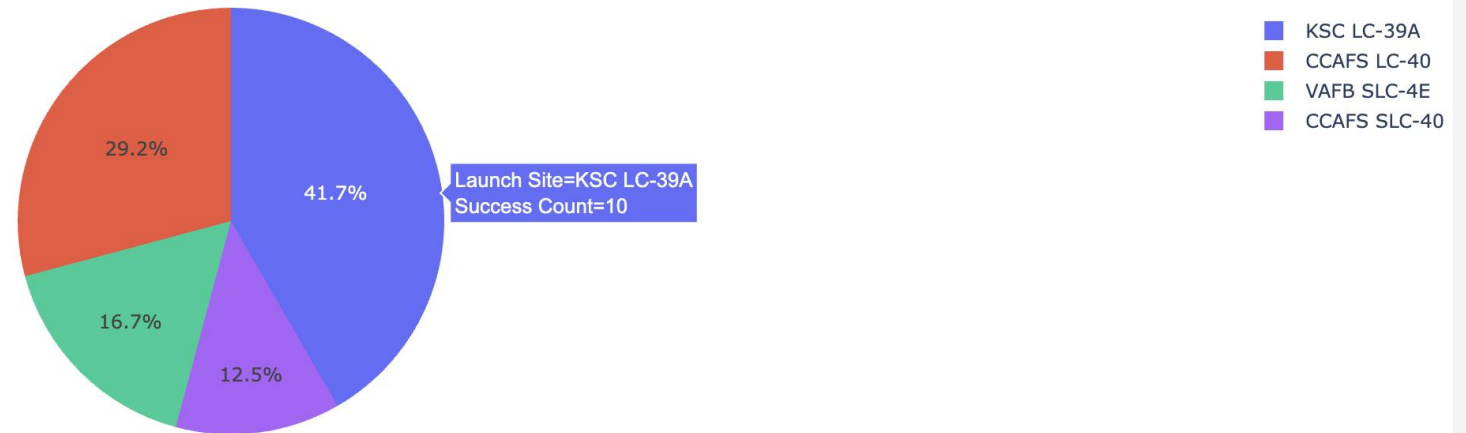 29.2%
41.7%
16.7%
12.5%
Launch Site=KSC LC-39A
Success Count=10
KSC LC-39A
CCAFS LC-40
VAFB SLC-4E
CCAFS SLC-40